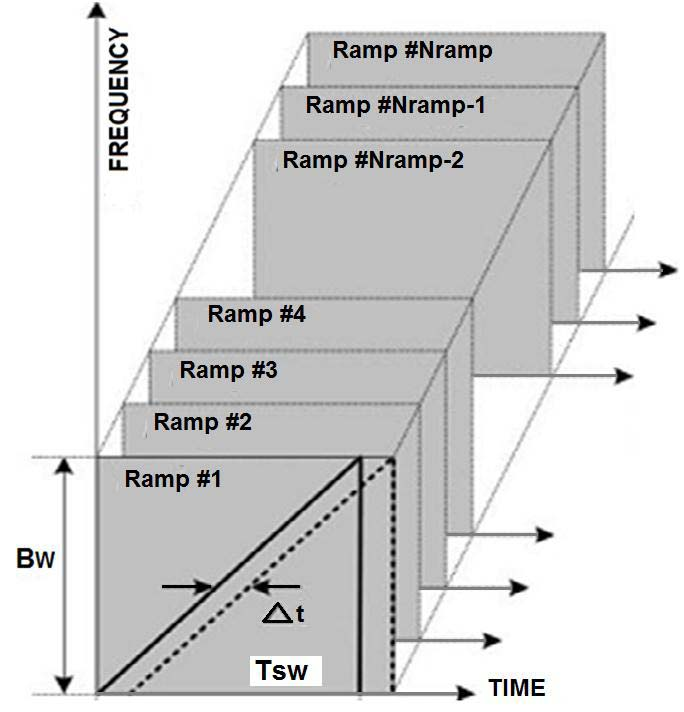 FREQUENCY
Ramp #Nramp
Ramp #Nramp-1
Ramp #Nramp-2
Ramp #4
Ramp #3
Ramp #2
Ramp #1
BW
Δt
Tsw
TIME